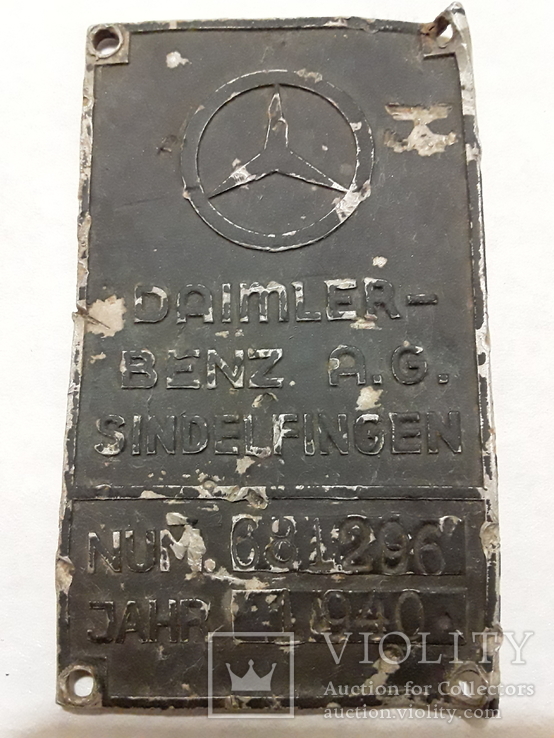 DAIMLER-
BENZ A.G.
SINDELFINGEN
NUM. 681296
JAHR 1940
VIOLITY
Auction for Collectors
auction.violity.com